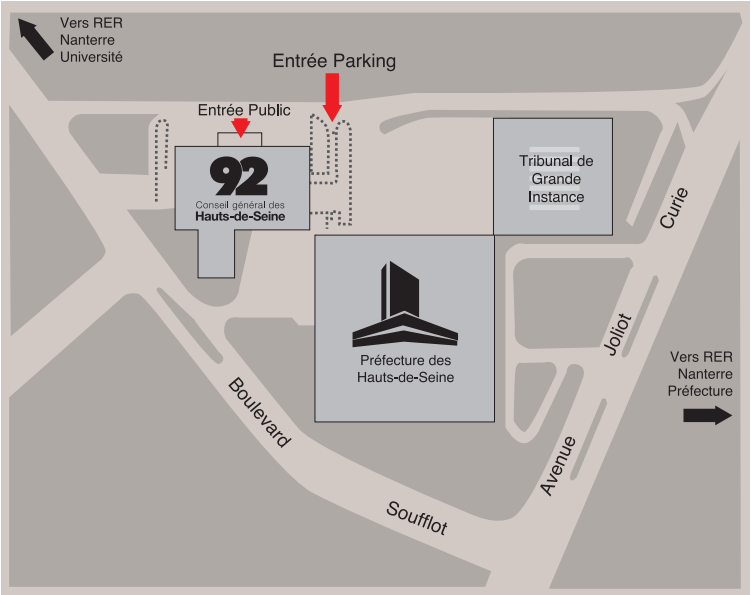 Vers RER
Nanterre
Université
Entrée Parking
Entrée Public
92
Conseil général des
Hauts-de-Seine
Tribunal de
Grande
Instance
Préfecture des
Hauts-de-Seine
Vers RER
Nanterre
Préfecture
Boulevard
Soufflot
Avenue
Joliot
Curie